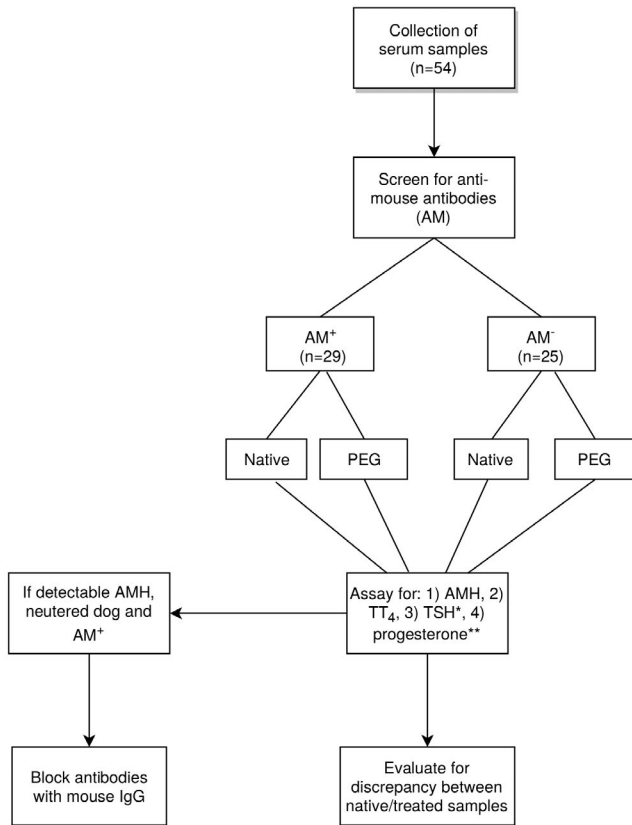 Collection of
serum samples
(n=54)
Screen for anti-
mouse antibodies
(AM)
AM⁺
(n=29)
AM⁻
(n=25)
Native
PEG
Native
PEG
If detectable AMH,
neutered dog and
AM⁺
Assay for: 1) AMH, 2)
TT₄, 3) TSH*, 4)
progesterone**
Block antibodies
with mouse IgG
Evaluate for
discrepancy between
native/treated samples